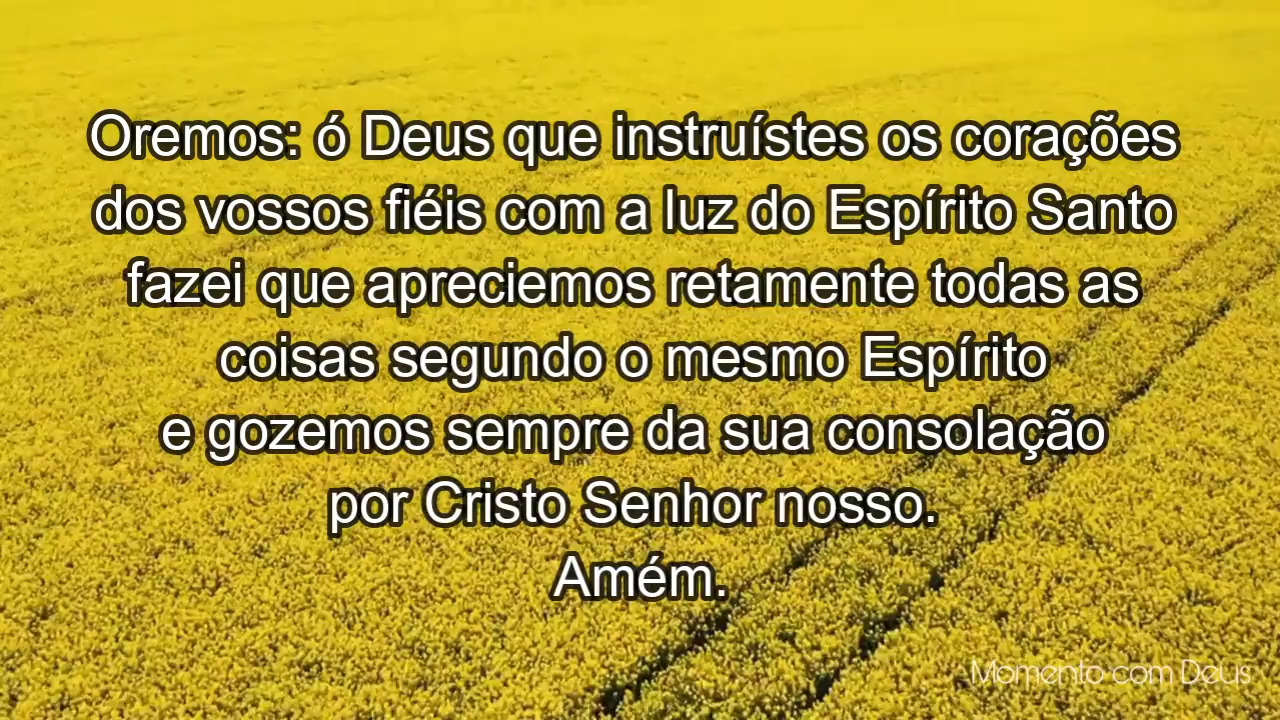 Oremos: ó Deus que instruístes os corações
dos vossos fiéis com a luz do Espírito Santo
fazei que apreciemos retamente todas as
coisas segundo o mesmo Espírito
e gozemos sempre da sua consolação
por Cristo Senhor nosso.
Amém.
Momento com Deus